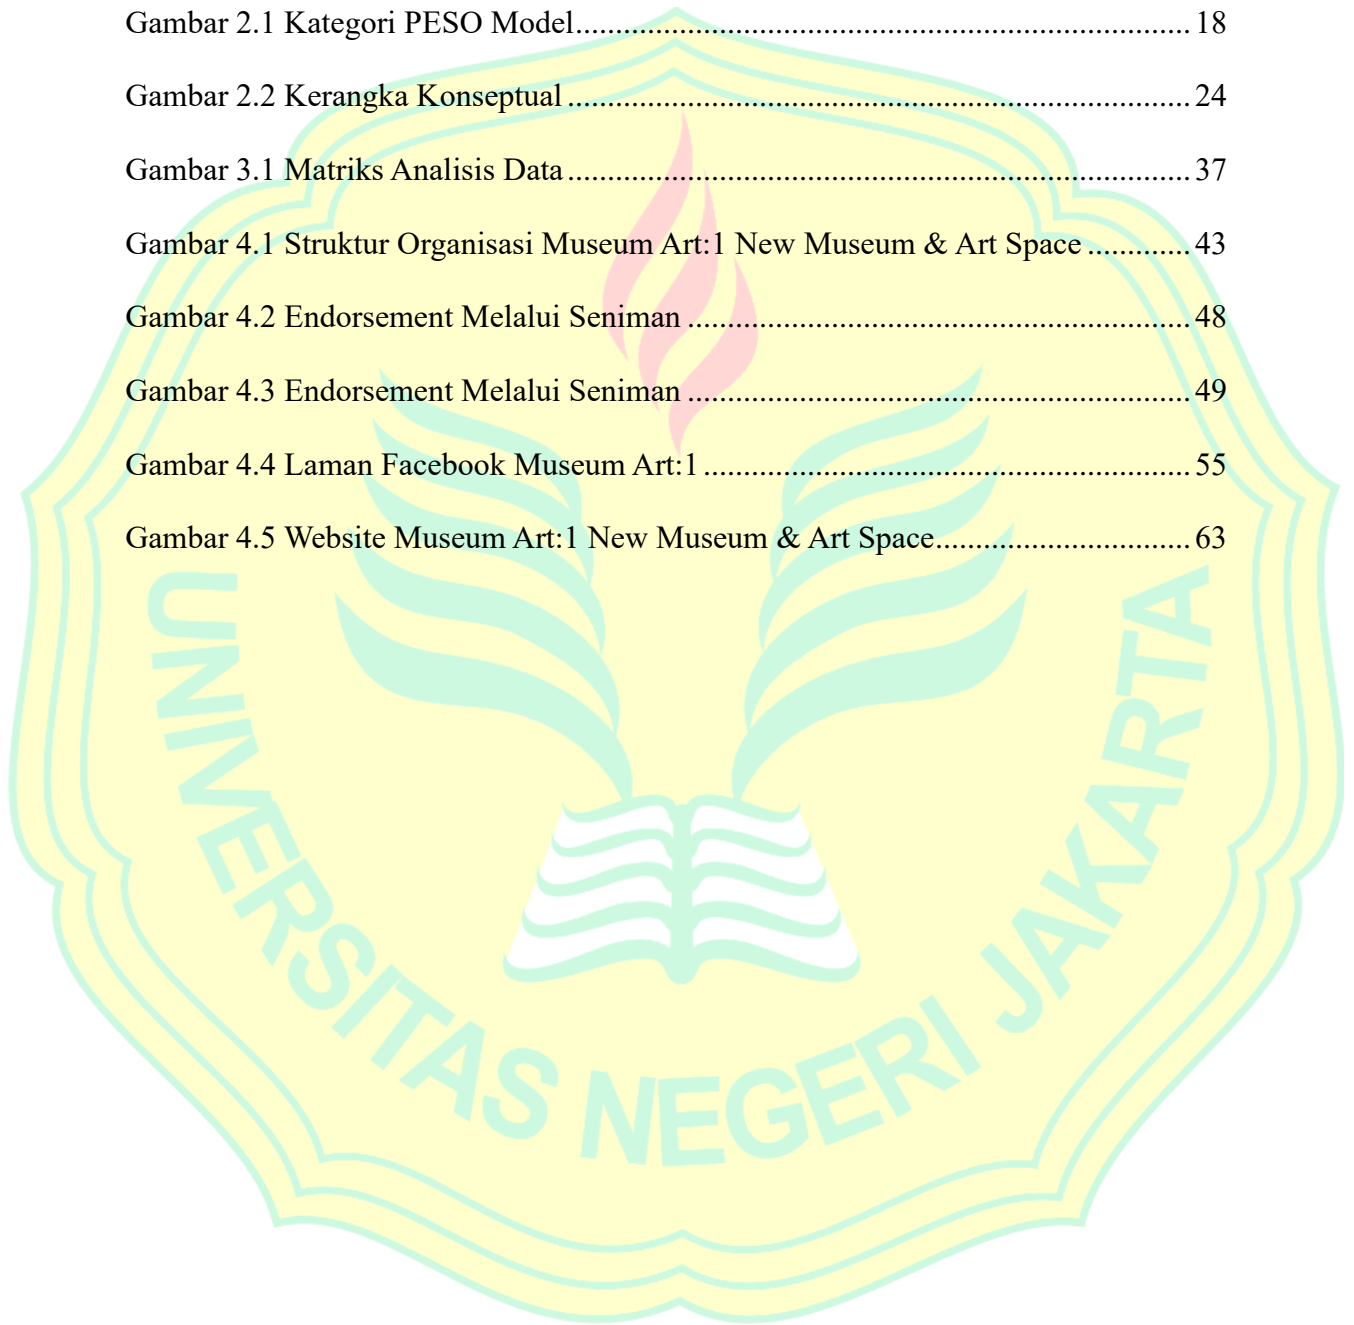 Gambar 2.1 Kategori PESO Model............................................................................ 18
Gambar 2.2 Kerangka Konseptual ............................................................................. 24
Gambar 3.1 Matriks Analisis Data ............................................................................. 37
Gambar 4.1 Struktur Organisasi Museum Art:1 New Museum & Art Space ............. 43
Gambar 4.2 Endorsement Melalui Seniman .............................................................. 48
Gambar 4.3 Endorsement Melalui Seniman .............................................................. 49
Gambar 4.4 Laman Facebook Museum Art:1 ............................................................ 55
Gambar 4.5 Website Museum Art:1 New Museum & Art Space................................ 63
UNIVERSITAS NEGERI JAKARTA